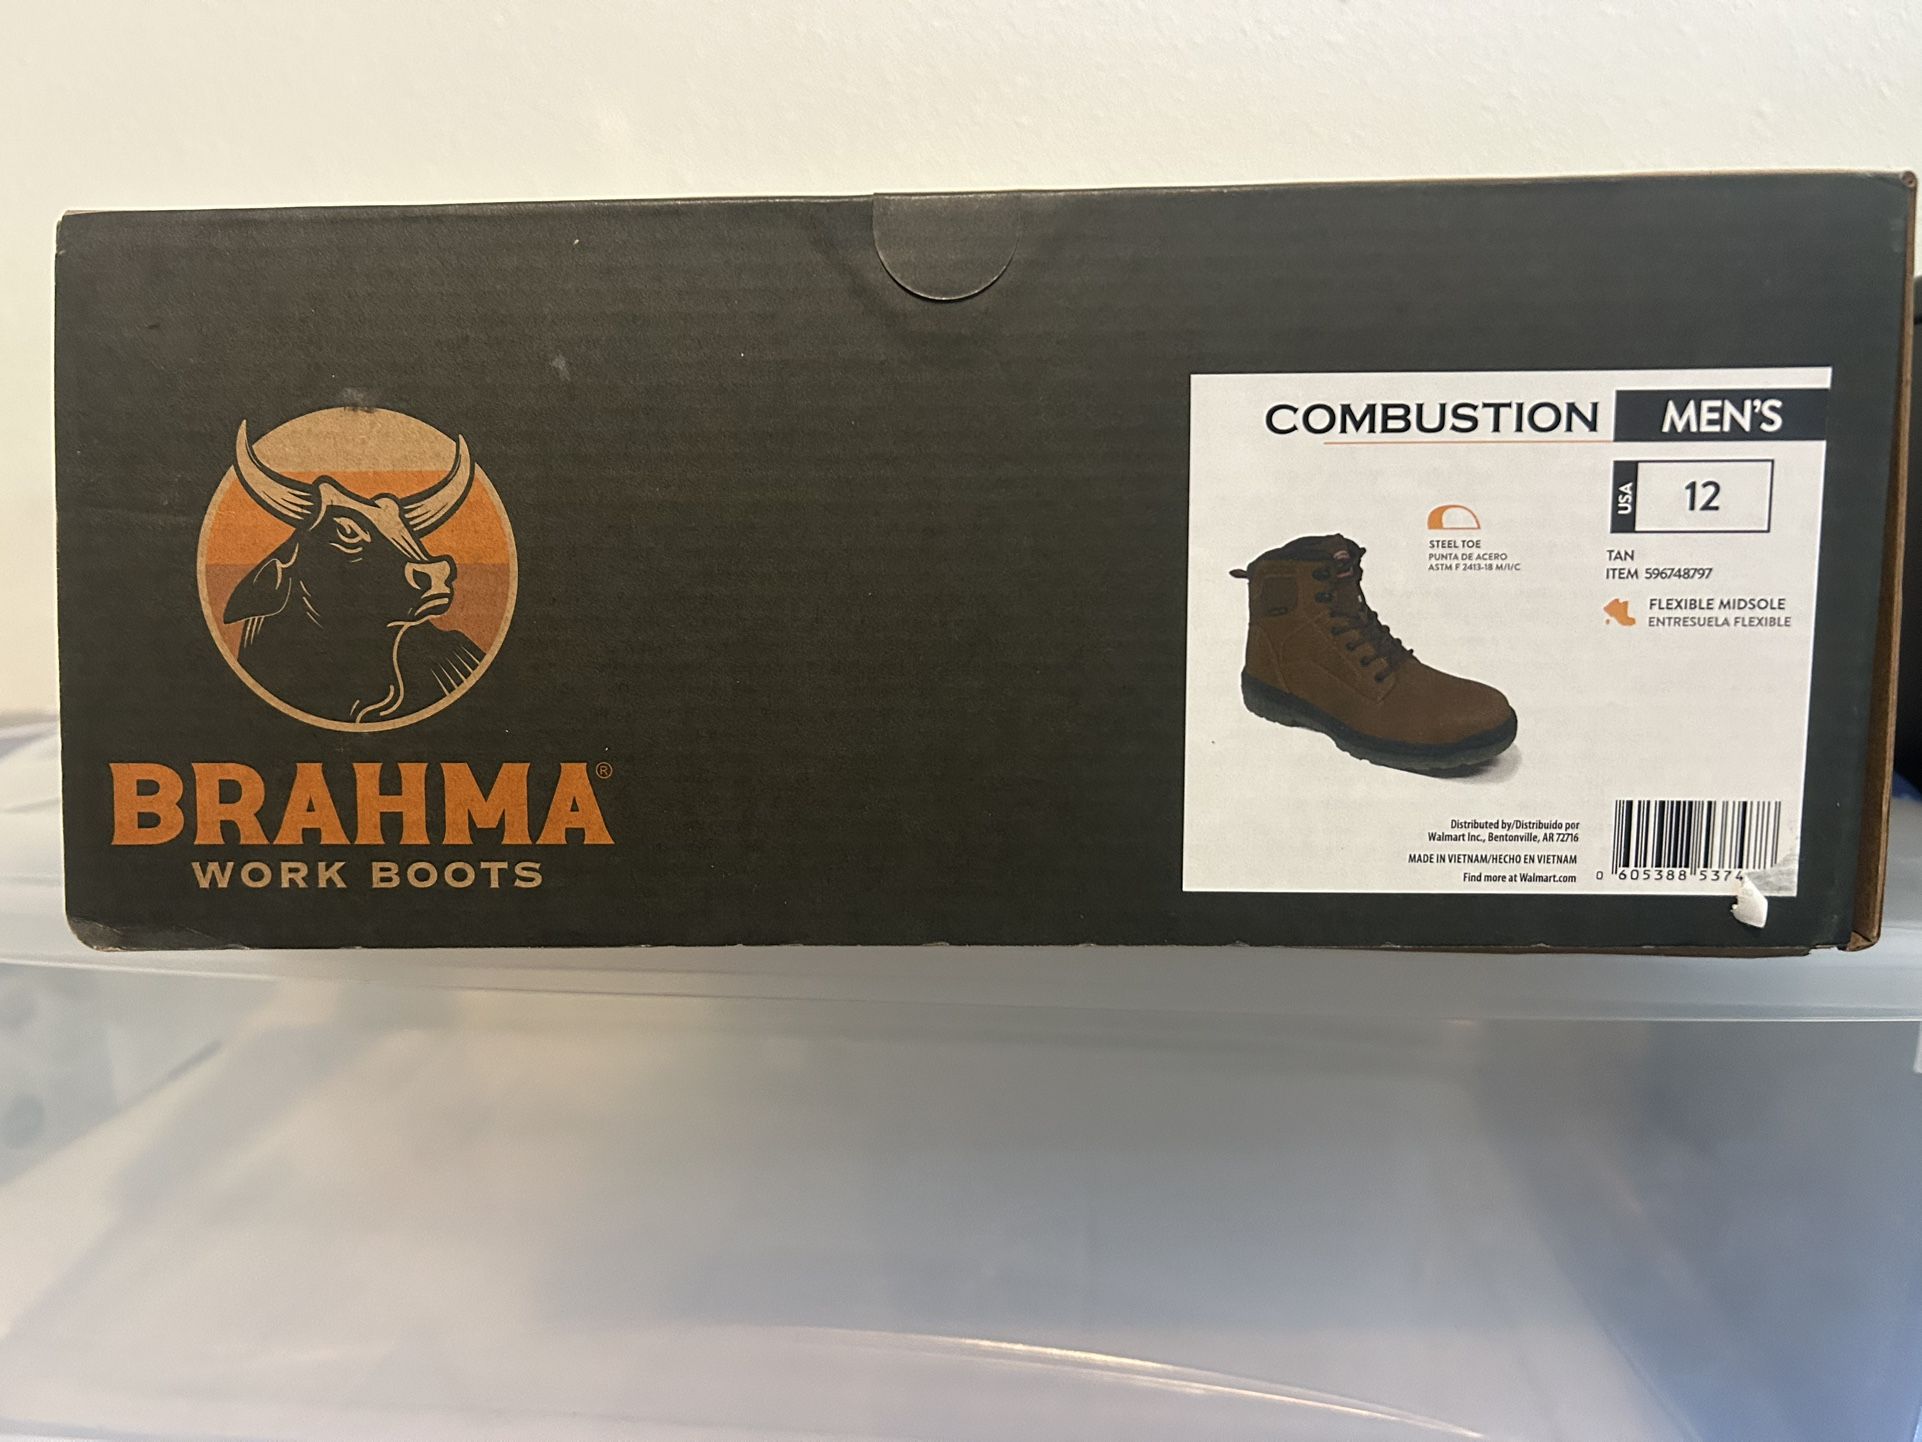 BRAHMA®
WORK BOOTS
COMBUSTION
MEN'S
USA
12
STEEL TOE
PUNTA DE ACERO
ASTM F 2413-18 M/I/C
TAN
ITEM 596748797
FLEXIBLE MIDSOLE
ENTRESUELA FLEXIBLE
Distributed by/Distribuido por
Walmart Inc., Bentonville, AR 72716
MADE IN VIETNAM/HECHO EN VIETNAM
Find more at Walmart.com
0 605388 5374